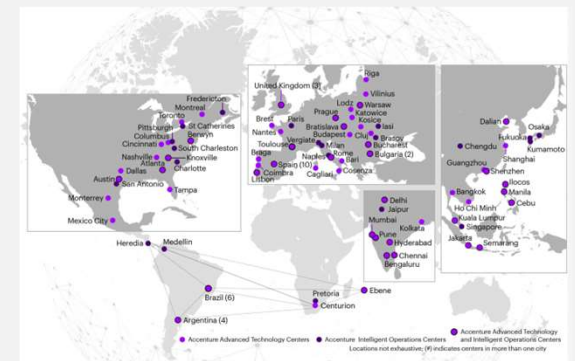 Fredericton
Montreal
Toronto
St Catherines
Pittsburgh
Columbus
Berwyn
Cincinnati
South Charleston
Nashville
Knoxville
Atlanta
Charlotte
Dallas
Austin
San Antonio
Tampa
Monterrey
Mexico City
Riga
United Kingdom (3)
Vilnius
Lodz
Warsaw
Brest
Paris
Prague
Katowice
Kosice
Nantes
Bratislava
Iasi
Toulouse
Budapest
Cluj
Brasov
Vergiate
Milan
Bucharest
Braga
Naples
Rome
Bari
Bulgaria (2)
Spain (10)
Coimbra
Cagliari
Cosenza
Lisbon
Delhi
Jaipur
Mumbai
Kolkata
Pune
Hyderabad
Chennai
Bengaluru
Dalian
Osaka
Fukuoka
Chengdu
Kumamoto
Shanghai
Guangzhou
Shenzhen
Ilocos
Bangkok
Manila
Cebu
Ho Chi Minh
Kuala Lumpur
Singapore
Jakarta
Semarang
Heredia
Medellin
Brazil (6)
Argentina (4)
Pretoria
Centurion
Ebene
Accenture Advanced Technology Centers
Accenture Intelligent Operations Centers
Accenture Advanced Technology
and Intelligent Operations Centers
Locations not exhaustive; (#) indicates centers in more than one city